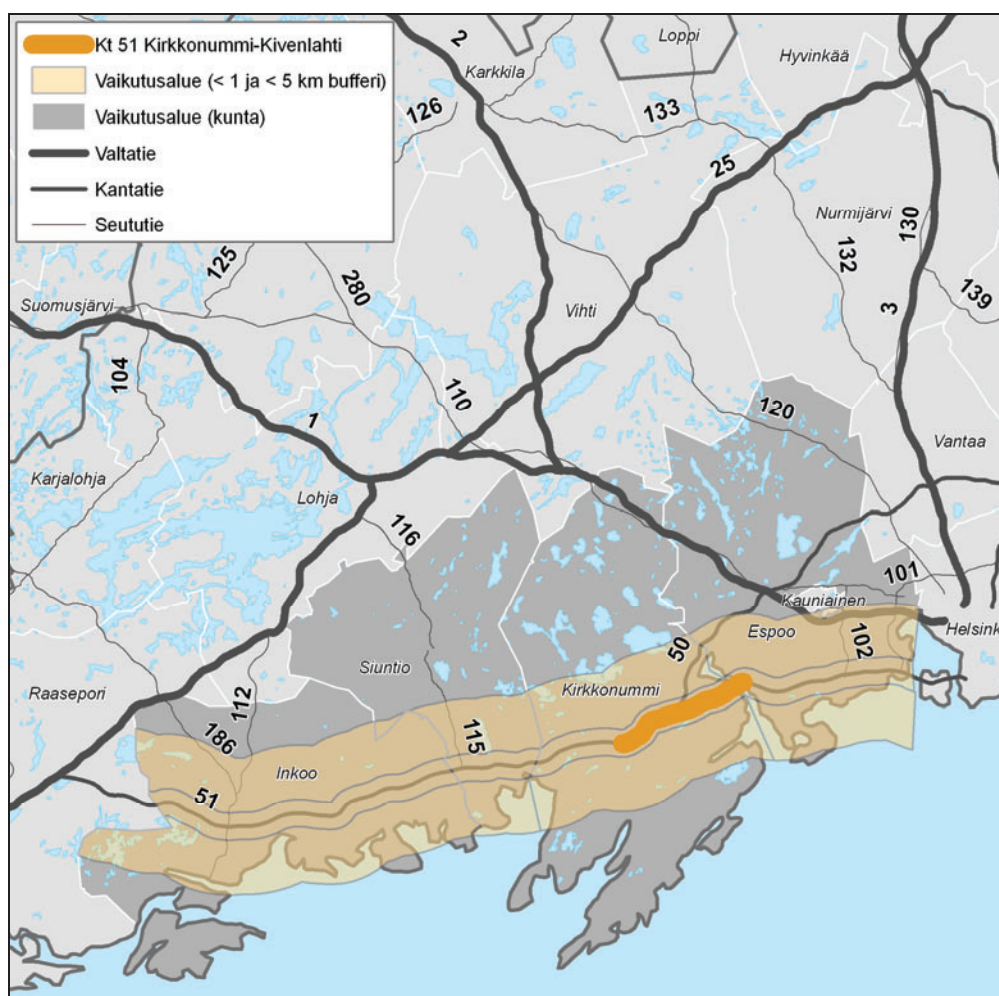 Kt 51 Kirkkonummi-Kivenlahti
Vaikutusalue (< 1 ja < 5 km bufferi)
Vaikutusalue (kunta)
Valtatie
Kantatie
Seututie
2
Loppi
Hyvinkää
Karkkila
126
133
25
Nurmijärvi
130
132
3
139
125
280
Suomusjärvi
Vihti
104
1
110
120
Vantaa
Karjalohja
Lohja
116
101
Kauniainen
Espoo
102
Helsink
50
Siuntio
Kirkkonummi
Raasepori
112
186
115
Inkoo
51